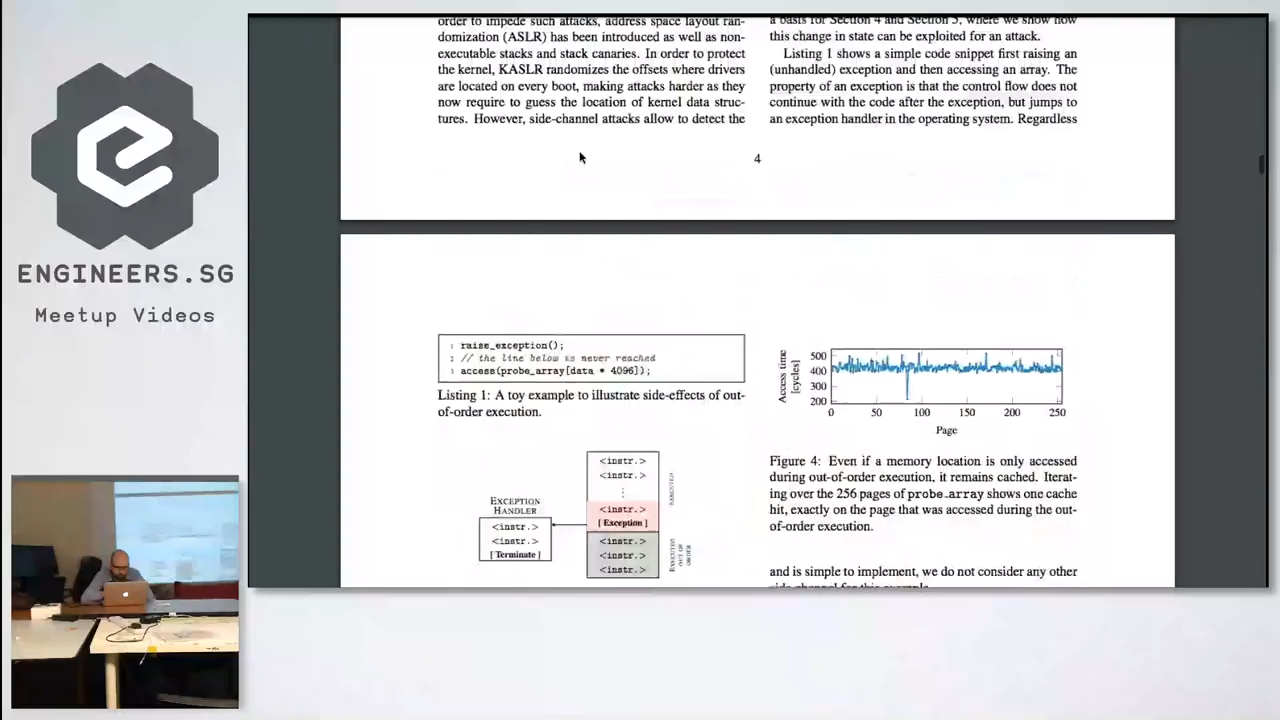 ENGINEERS.SG
Meetup Videos
order to impede such attacks, address space layout ran-
domization (ASLR) has been introduced as well as non-
executable stacks and stack canaries. In order to protect
the kernel, KASLR randomizes the offsets where drivers
are located on every boot, making attacks harder as they
now require to guess the location of kernel data struc-
tures. However, side-channel attacks allow to detect the
a basis for Section 4 and Section 5, where we show how
this change in state can be exploited for an attack.
Listing 1 shows a simple code snippet first raising an
(unhandled) exception and then accessing an array. The
property of an exception is that the control flow does not
continue with the code after the exception, but jumps to
an exception handler in the operating system. Regardless
4
1 raise_exception();
2 // the line below is never reached
3 access(probe_array[data * 4096]);
Listing 1: A toy example to illustrate side-effects of out-
of-order execution.
EXCEPTION
HANDLER
<instr.>
<instr.>
[ Terminate ]
<instr.>
<instr.>
⋮
<instr.>
[ Exception ]
<instr.>
<instr.>
<instr.>
EXECUTED
EXECUTED
OUT OF
ORDER
Access time
[cycles]
500
400
200
0 50 100 150 200 250
Page
Figure 4: Even if a memory location is only accessed
during out-of-order execution, it remains cached. Iterat-
ing over the 256 pages of probe_array shows one cache
hit, exactly on the page that was accessed during the out-
of-order execution.
and is simple to implement, we do not consider any other
side channel for this example.